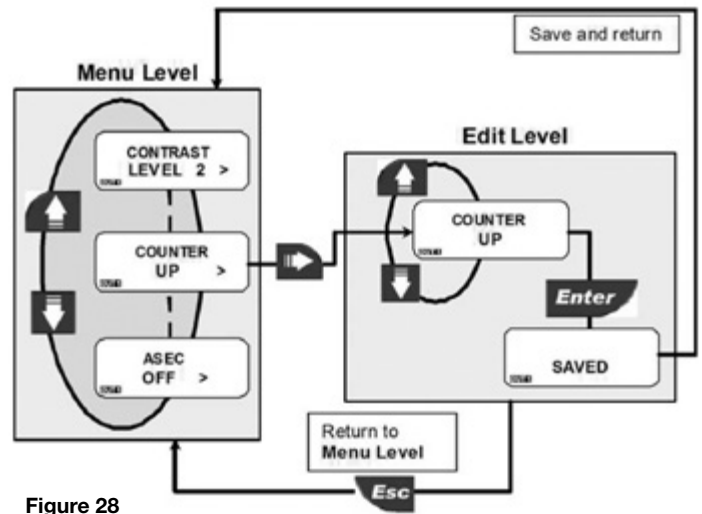 Save and return
Menu Level
CONTRAST
LEVEL 2 >
COUNTER
UP >
ASEC
OFF >
Edit Level
COUNTER
UP
Enter
SAVED
Return to
Menu Level
Esc
Figure 28